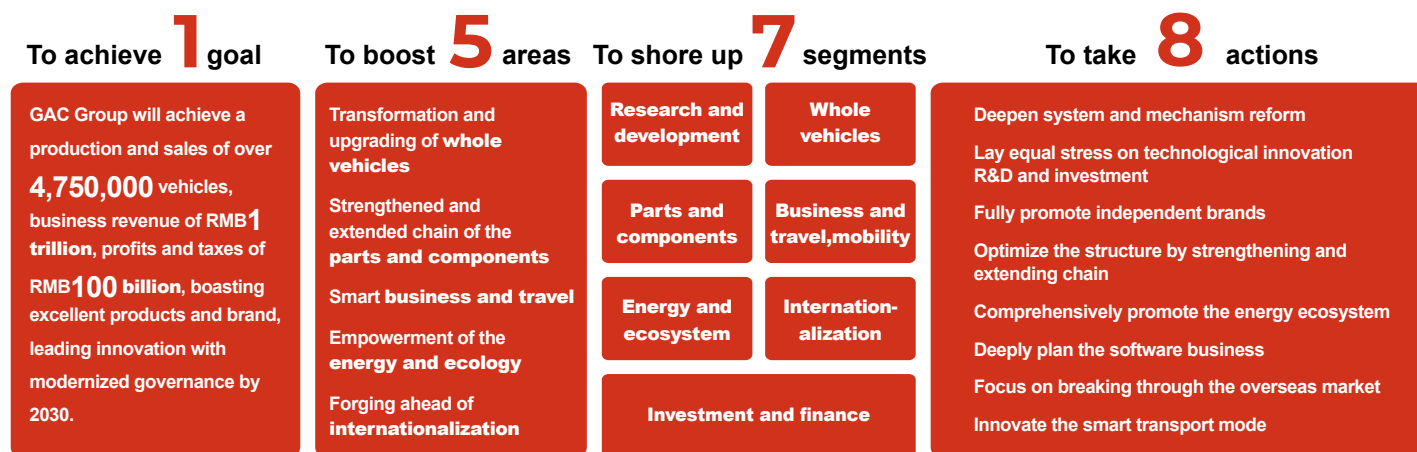 To achieve 1 goal
GAC Group will achieve a
production and sales of over
4,750,000 vehicles,
business revenue of RMB1
trillion, profits and taxes of
RMB100 billion, boasting
excellent products and brand,
leading innovation with
modernized governance by
2030.
To boost 5 areas
Transformation and
upgrading of whole
vehicles
Strengthened and
extended chain of the
parts and components
Smart business and travel
Empowerment of the
energy and ecology
Forging ahead of
internationalization
To shore up 7 segments
Research and
development
Whole
vehicles
Parts and
components
Business and
travel,mobility
Energy and
ecosystem
Internation-
alization
Investment and finance
To take 8 actions
Deepen system and mechanism reform
Lay equal stress on technological innovation
R&D and investment
Fully promote independent brands
Optimize the structure by strengthening and
extending chain
Comprehensively promote the energy ecosystem
Deeply plan the software business
Focus on breaking through the overseas market
Innovate the smart transport mode